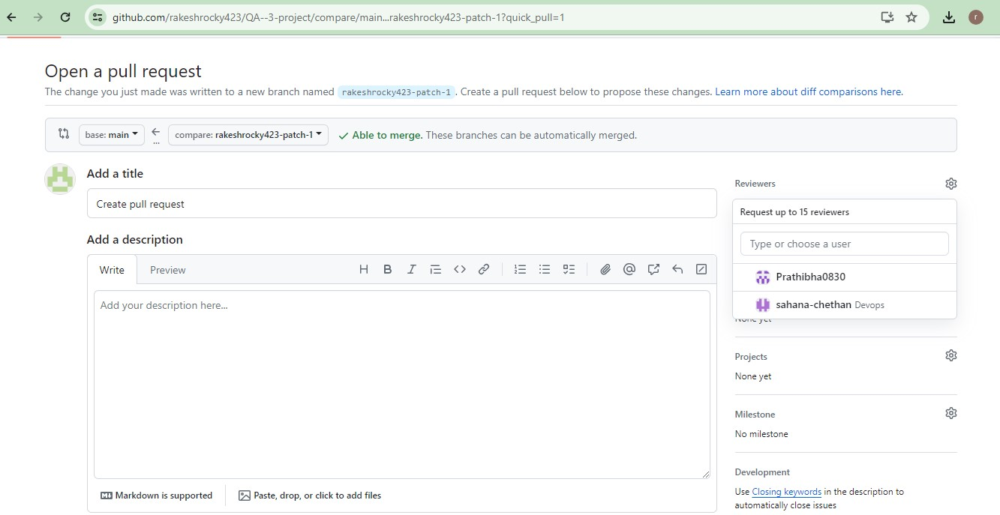 github.com/rakeshrocky423/QA--3-project/compare/main...rakeshrocky423-patch-1?quick_pull=1
r
Open a pull request
The change you just made was written to a new branch named rakeshrocky423-patch-1. Create a pull request below to propose these changes. Learn more about diff comparisons here.
base: main
...
compare: rakeshrocky423-patch-1
Able to merge. These branches can be automatically merged.
Add a title
Create pull request
Add a description
Write
Preview
Add your description here...
Markdown is supported
Paste, drop, or click to add files
Reviewers
Request up to 15 reviewers
Type or choose a user
Prathibha0830
sahana-chethan Devops
None yet
Projects
None yet
Milestone
No milestone
Development
Use Closing keywords in the description to
automatically close issues